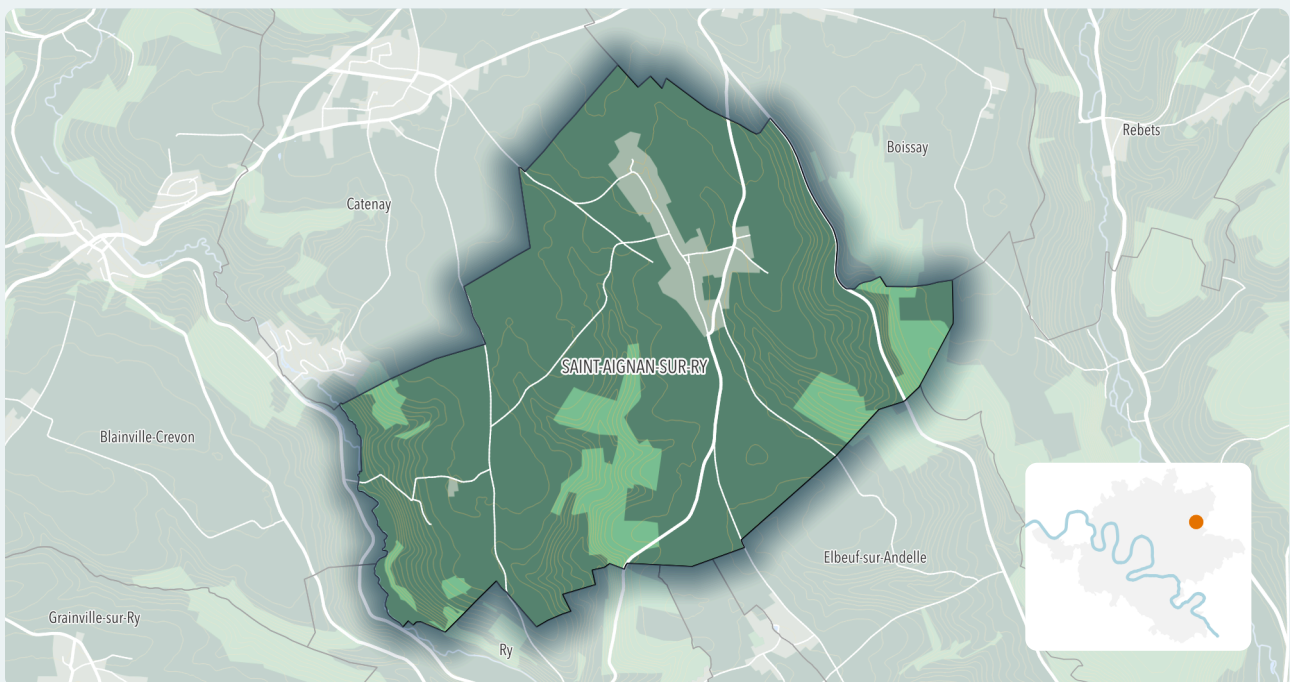 Rebets
Boissay
Catenay
SAINT-AIGNAN-SUR-RY
Blainville-Crevon
Elbeuf-sur-Andelle
Grainville-sur-Ry
Ry